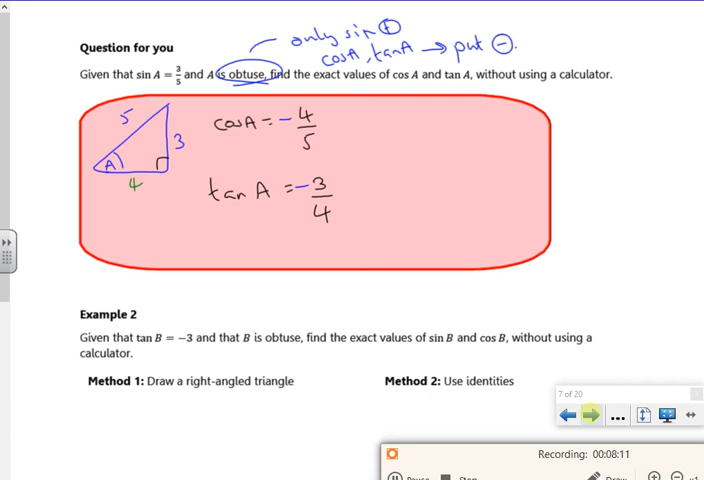 only sin ⊕
cosA, tanA → put ⊖.
Question for you
Given that sin A = 3/5 and A is obtuse, find the exact values of cos A and tan A, without using a calculator.
5
3
A
4
cosA = -4/5
tan A = -3/4
Example 2
Given that tan B = −3 and that B is obtuse, find the exact values of sin B and cos B, without using a
calculator.
Method 1: Draw a right-angled triangle
Method 2: Use identities
7 of 20
Recording: 00:08:11
Pause
Stop
Draw
x1